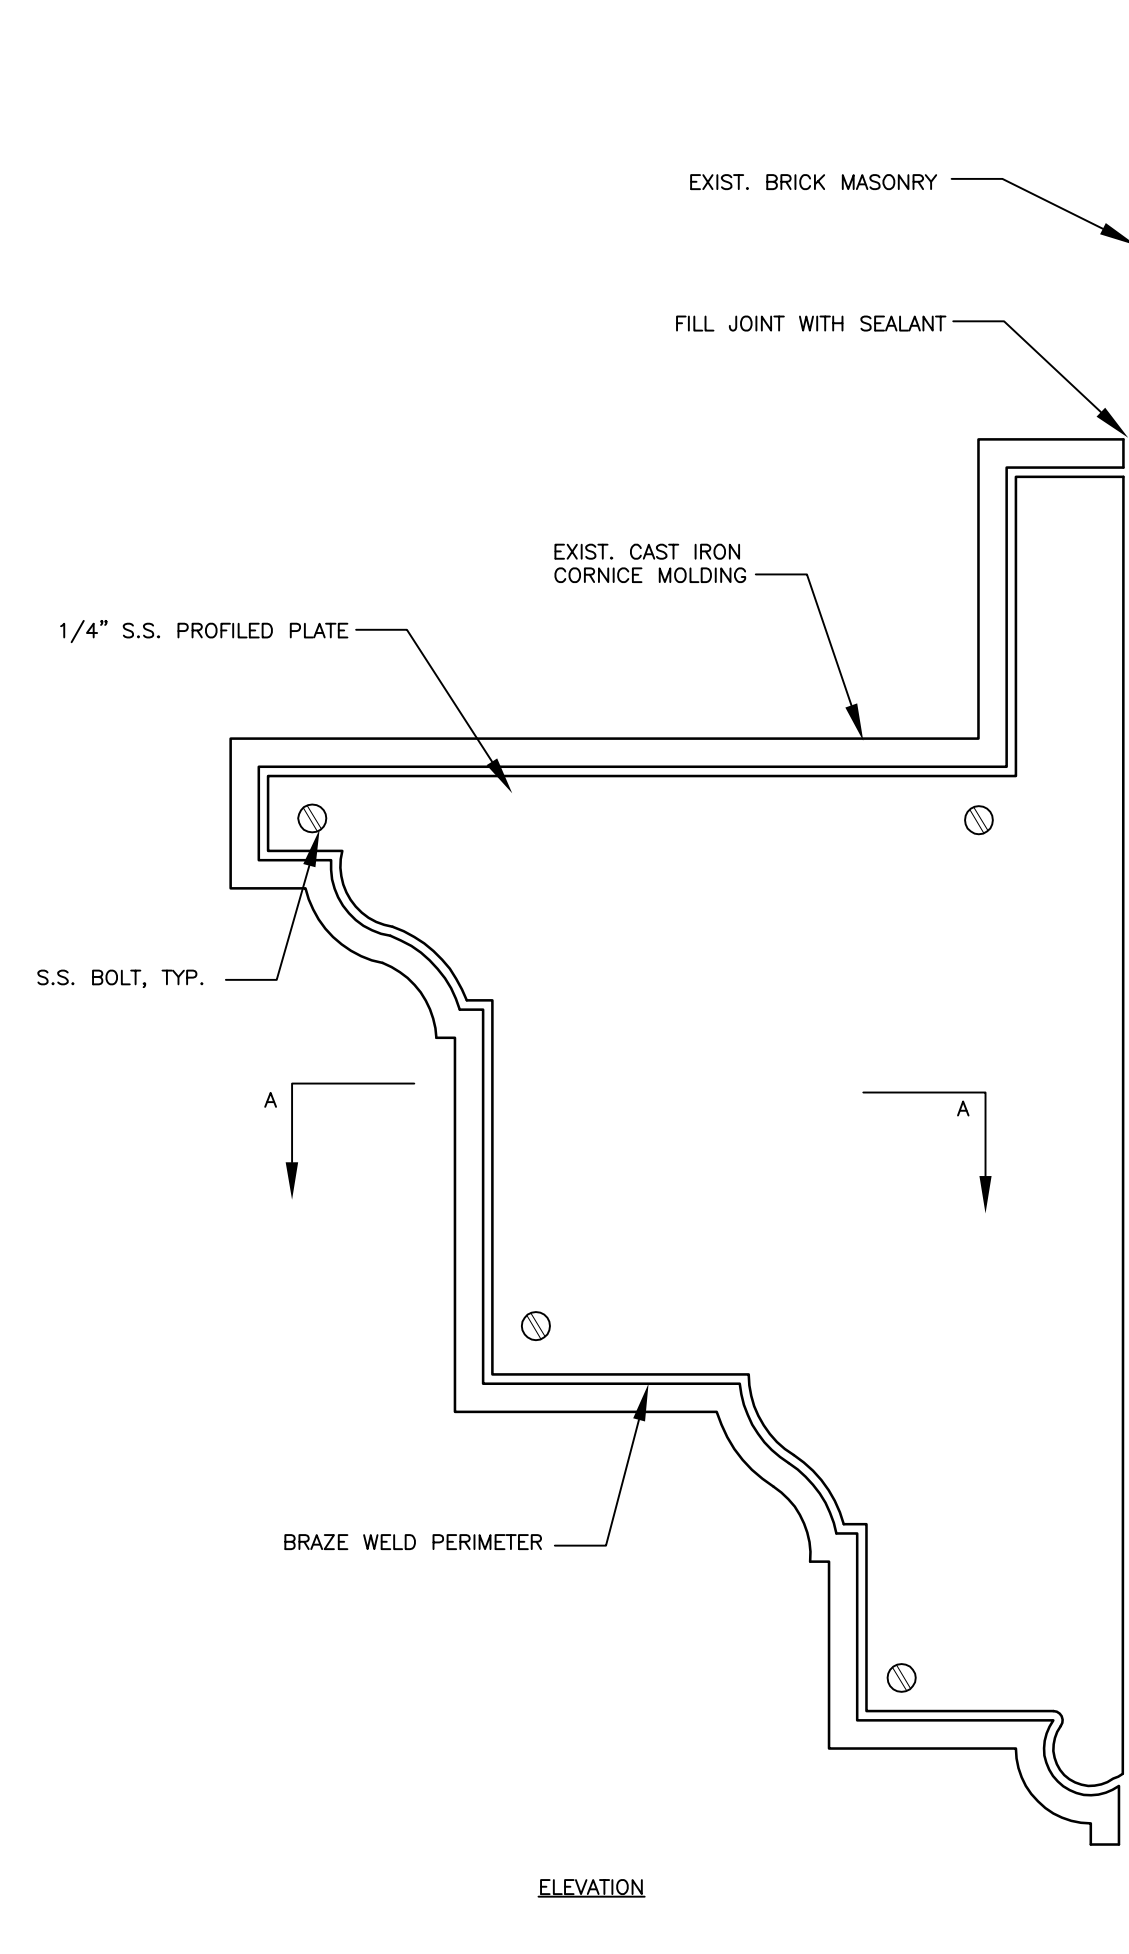 EXIST. BRICK MASONRY
FILL JOINT WITH SEALANT
EXIST. CAST IRON
CORNICE MOLDING
1/4" S.S. PROFILED PLATE
S.S. BOLT, TYP.
A
A
BRAZE WELD PERIMETER
ELEVATION